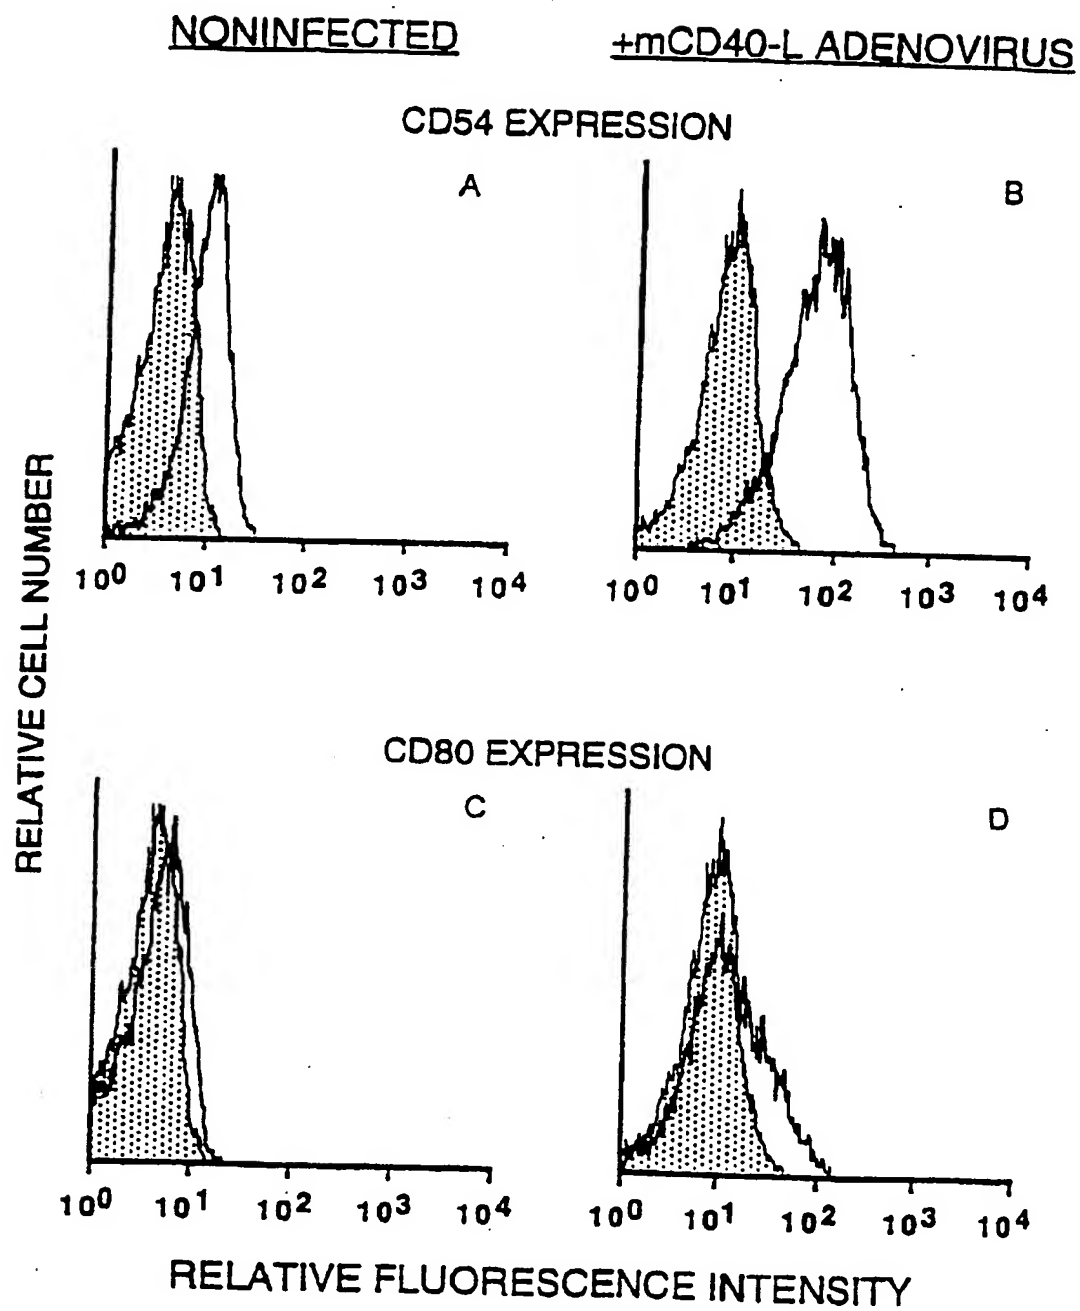 NONINFECTED
+mCD40-L ADENOVIRUS
CD54 EXPRESSION
A
B
10⁰ 10¹ 10² 10³ 10⁴
10⁰ 10¹ 10² 10³ 10⁴
RELATIVE CELL NUMBER
CD80 EXPRESSION
C
D
10⁰ 10¹ 10² 10³ 10⁴
10⁰ 10¹ 10² 10³ 10⁴
RELATIVE FLUORESCENCE INTENSITY